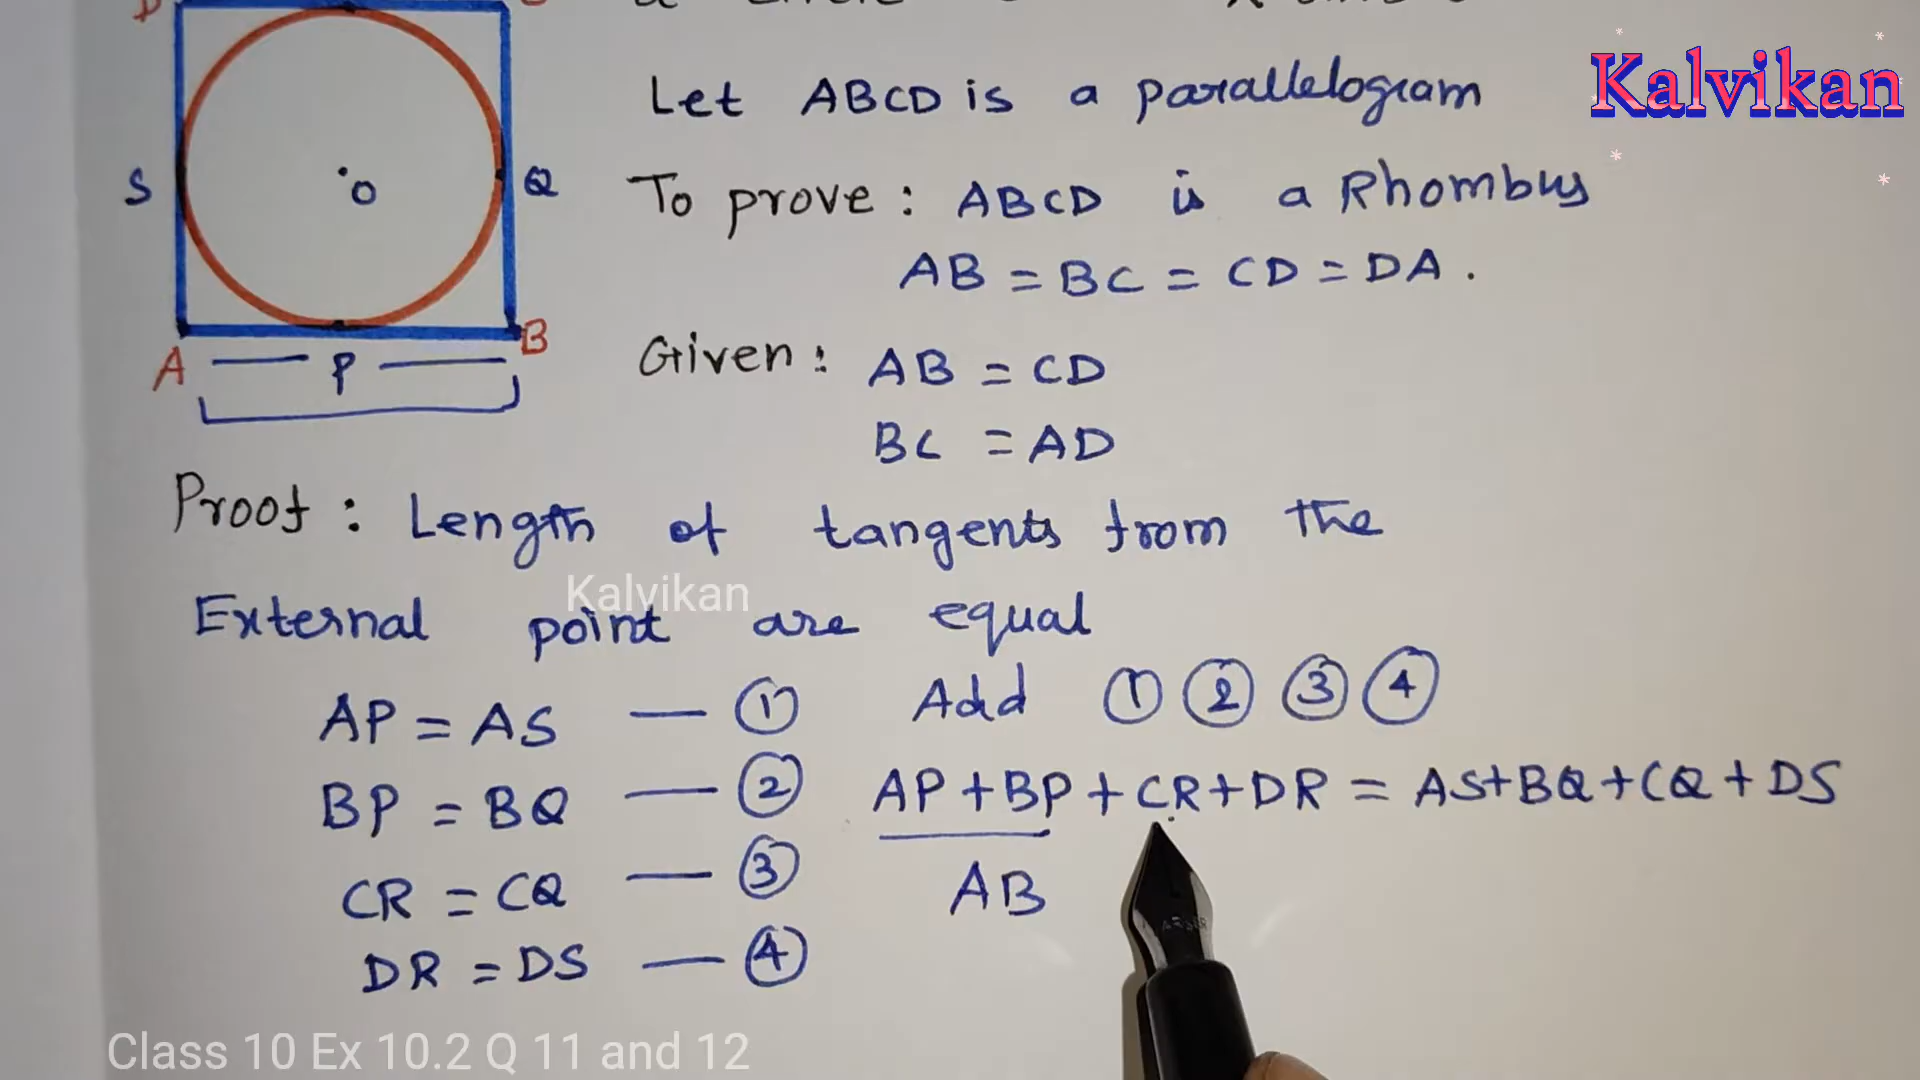 Kalvikan
Let ABCD is a parallelogram
S
O
Q
To prove : ABCD is a Rhombus
AB = BC = CD = DA .
A
P
B
Given : AB = CD
BC = AD
Proof : Length of tangents from the
External point are equal
Kalvikan
AP = AS — ①
BP = BQ — ②
CR = CQ — ③
DR = DS — ④
Add ① ② ③ ④
AP + BP + CR + DR = AS + BQ + CQ + DS
AB
Class 10 Ex 10.2 Q 11 and 12